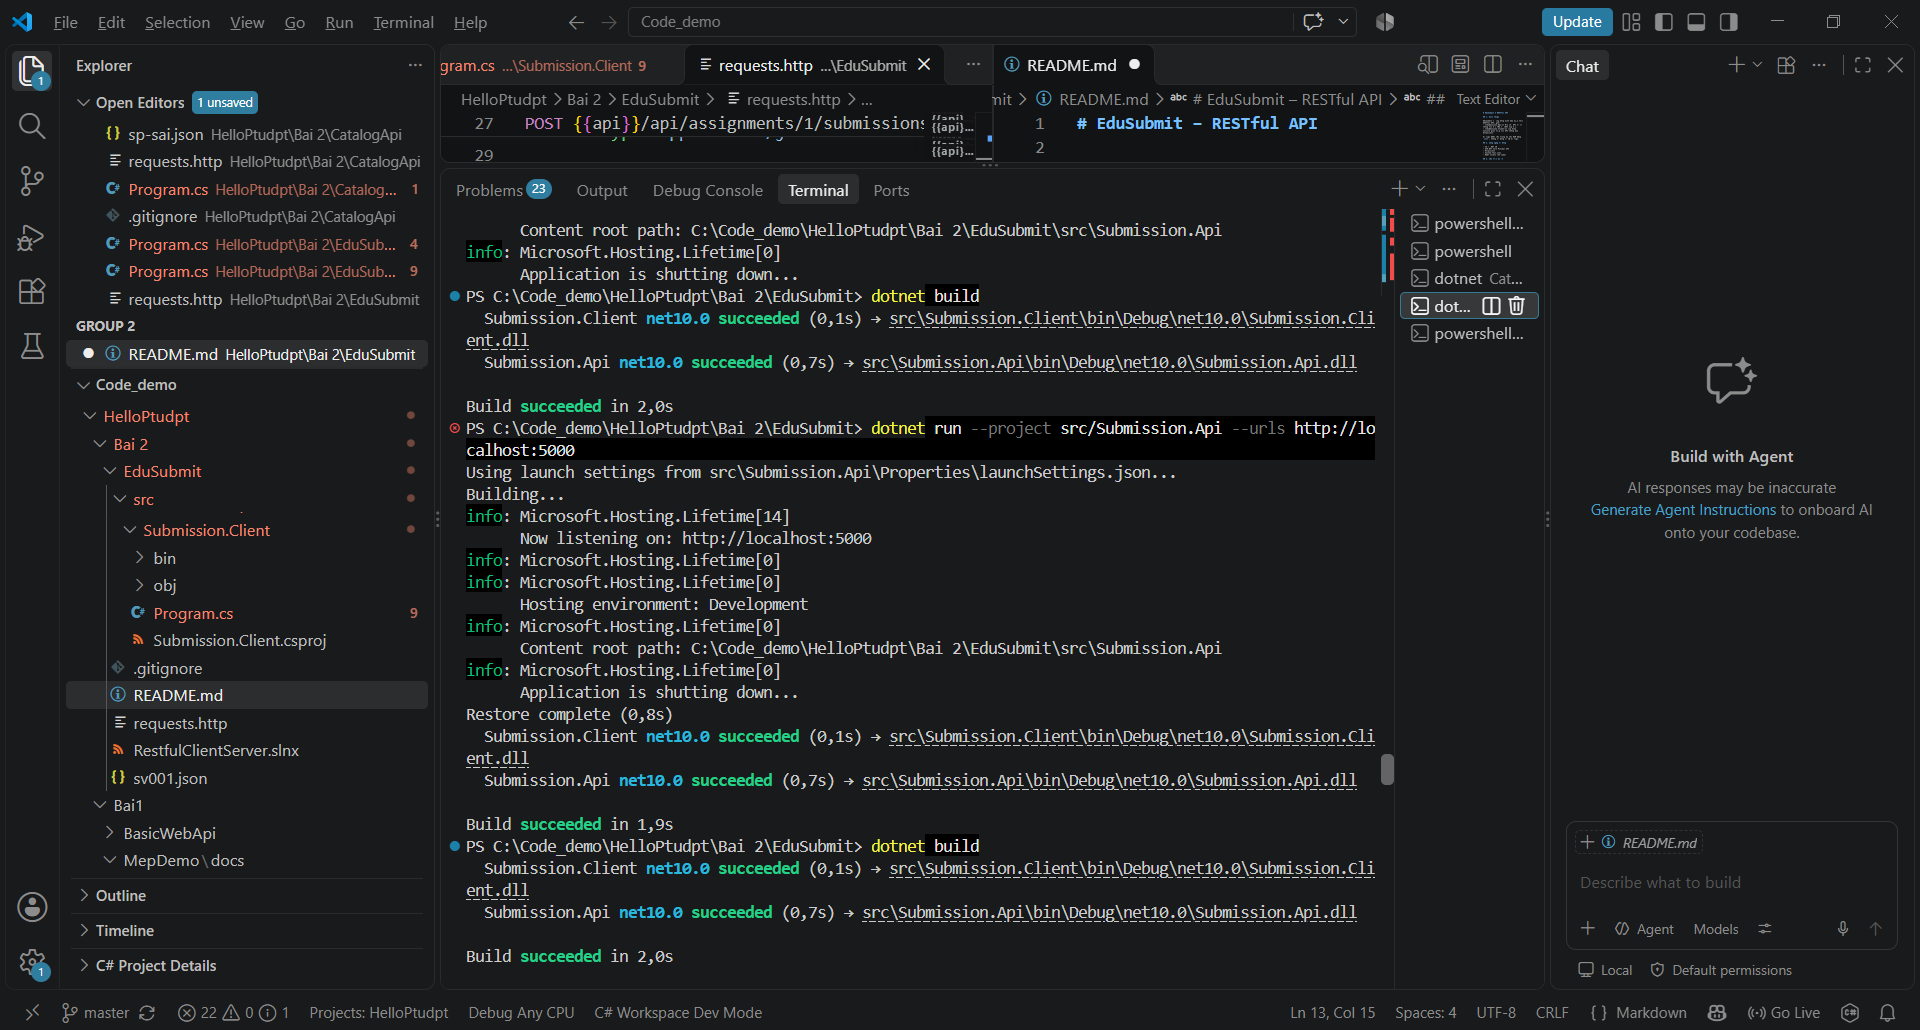 File Edit Selection View Go Run Terminal Help
Code_demo
Update
Explorer
Open Editors 1 unsaved
sp-sai.json HelloPtudpt\Bai 2\CatalogApi
requests.http HelloPtudpt\Bai 2\CatalogApi
Program.cs HelloPtudpt\Bai 2\Catalog... 1
.gitignore HelloPtudpt\Bai 2\CatalogApi
Program.cs HelloPtudpt\Bai 2\EduSub... 4
Program.cs HelloPtudpt\Bai 2\EduSub... 9
requests.http HelloPtudpt\Bai 2\EduSubmit
GROUP 2
README.md HelloPtudpt\Bai 2\EduSubmit
Code_demo
HelloPtudpt
Bai 2
EduSubmit
src
Submission.Client
bin
obj
Program.cs 9
Submission.Client.csproj
.gitignore
README.md
requests.http
RestfulClientServer.slnx
sv001.json
Bai1
BasicWebApi
MepDemo\docs
Outline
Timeline
C# Project Details
gram.cs ...\Submission.Client 9
requests.http ...\EduSubmit
HelloPtudpt > Bai 2 > EduSubmit > requests.http > ...
27 POST {{api}}/api/assignments/1/submissions
29
{{api}...
{{api}...
README.md
nit > README.md > # EduSubmit – RESTful API > ## Text Editor
1 # EduSubmit – RESTful API
2
Problems 23 Output Debug Console Terminal Ports
Content root path: C:\Code_demo\HelloPtudpt\Bai 2\EduSubmit\src\Submission.Api
info: Microsoft.Hosting.Lifetime[0]
Application is shutting down...
PS C:\Code_demo\HelloPtudpt\Bai 2\EduSubmit> dotnet build
Submission.Client net10.0 succeeded (0,1s) → src\Submission.Client\bin\Debug\net10.0\Submission.Cli
ent.dll
Submission.Api net10.0 succeeded (0,7s) → src\Submission.Api\bin\Debug\net10.0\Submission.Api.dll
Build succeeded in 2,0s
PS C:\Code_demo\HelloPtudpt\Bai 2\EduSubmit> dotnet run --project src/Submission.Api --urls http://lo
calhost:5000
Using launch settings from src\Submission.Api\Properties\launchSettings.json...
Building...
info: Microsoft.Hosting.Lifetime[14]
Now listening on: http://localhost:5000
info: Microsoft.Hosting.Lifetime[0]
info: Microsoft.Hosting.Lifetime[0]
Hosting environment: Development
info: Microsoft.Hosting.Lifetime[0]
Content root path: C:\Code_demo\HelloPtudpt\Bai 2\EduSubmit\src\Submission.Api
info: Microsoft.Hosting.Lifetime[0]
Application is shutting down...
Restore complete (0,8s)
Submission.Client net10.0 succeeded (0,1s) → src\Submission.Client\bin\Debug\net10.0\Submission.Cli
ent.dll
Submission.Api net10.0 succeeded (0,7s) → src\Submission.Api\bin\Debug\net10.0\Submission.Api.dll
Build succeeded in 1,9s
PS C:\Code_demo\HelloPtudpt\Bai 2\EduSubmit> dotnet build
Submission.Client net10.0 succeeded (0,1s) → src\Submission.Client\bin\Debug\net10.0\Submission.Cli
ent.dll
Submission.Api net10.0 succeeded (0,7s) → src\Submission.Api\bin\Debug\net10.0\Submission.Api.dll
Build succeeded in 2,0s
powershell...
powershell
dotnet Cat...
dot...
powershell...
Chat
Build with Agent
AI responses may be inaccurate
Generate Agent Instructions to onboard AI
onto your codebase.
README.md
Describe what to build
Agent Models
Local Default permissions
master 22 0 1 Projects: HelloPtudpt Debug Any CPU C# Workspace Dev Mode Ln 13, Col 15 Spaces: 4 UTF-8 CRLF { } Markdown Go Live